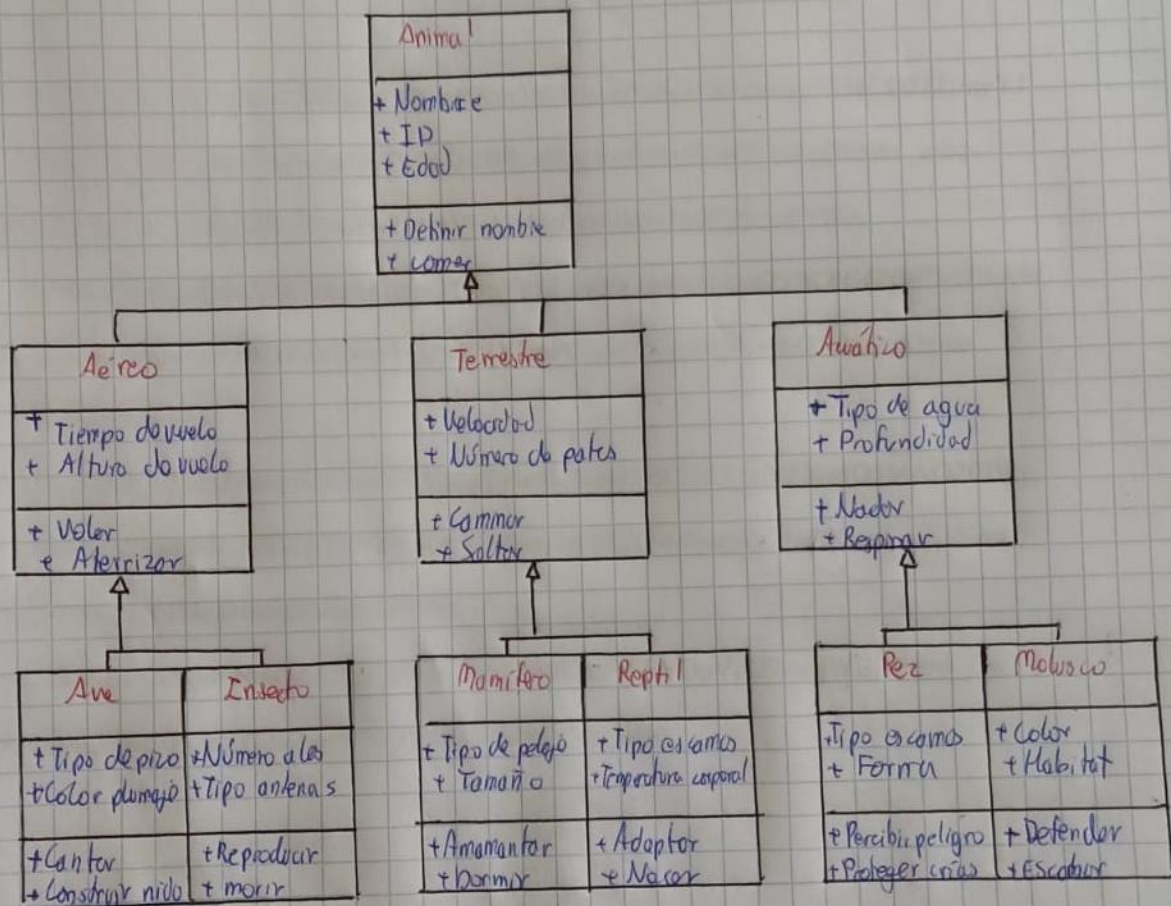 Animal
+ Nombre
+ ID
+ Edad
+ Definir nombre
+ comer
Aéreo
+ Tiempo de vuelo
+ Altura de vuelo
+ Volar
+ Aterrizar
Terrestre
+ Velocidad
+ Número de patas
+ Caminar
+ Saltar
Acuático
+ Tipo de agua
+ Profundidad
+ Nadar
+ Respirar
Ave
+ Tipo de pico
+ Color plumaje
+ Cantar
+ Construir nido
Insecto
+ Número alas
+ Tipo antenas
+ Reproducir
+ morir
Mamífero
+ Tipo de pelaje
+ Tamaño
+ Amamantar
+ Dormir
Reptil
+ Tipo escamas
+ Temperatura corporal
+ Adaptar
+ Nacer
Pez
+ Tipo escamas
+ Forma
+ Percibir peligro
+ Proteger crías
Molusco
+ Color
+ Habitat
+ Defender
+ Escabar